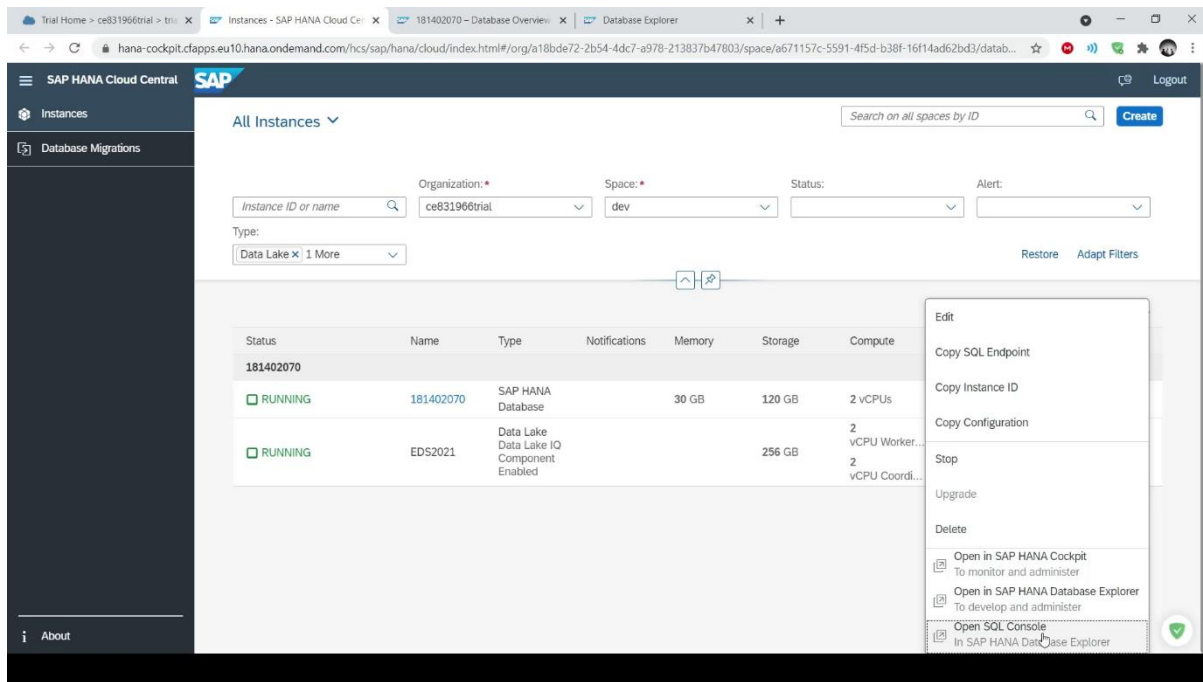 Trial Home > ce831966trial > tria
Instances - SAP HANA Cloud Cen
181402070 – Database Overview
Database Explorer
hana-cockpit.cfapps.eu10.hana.ondemand.com/hcs/sap/hana/cloud/index.html#/org/a18bde72-2b54-4dc7-a978-213837b47803/space/a671157c-5591-4f5d-b38f-16f14ad62bd3/datab...
SAP HANA Cloud Central
SAP
Logout
Instances
Database Migrations
All Instances
Search on all spaces by ID
Create
Organization:*
Space:*
Status:
Alert:
Instance ID or name
ce831966trial
dev
Type:
Data Lake × 1 More
Restore
Adapt Filters
Status
Name
Type
Notifications
Memory
Storage
Compute
181402070
RUNNING
181402070
SAP HANA
Database
30 GB
120 GB
2 vCPUs
RUNNING
EDS2021
Data Lake
Data Lake IQ
Component
Enabled
256 GB
2
vCPU Worker...
2
vCPU Coordi...
Edit
Copy SQL Endpoint
Copy Instance ID
Copy Configuration
Stop
Upgrade
Delete
Open in SAP HANA Cockpit
To monitor and administer
Open in SAP HANA Database Explorer
To develop and administer
Open SQL Console
In SAP HANA Database Explorer
i About